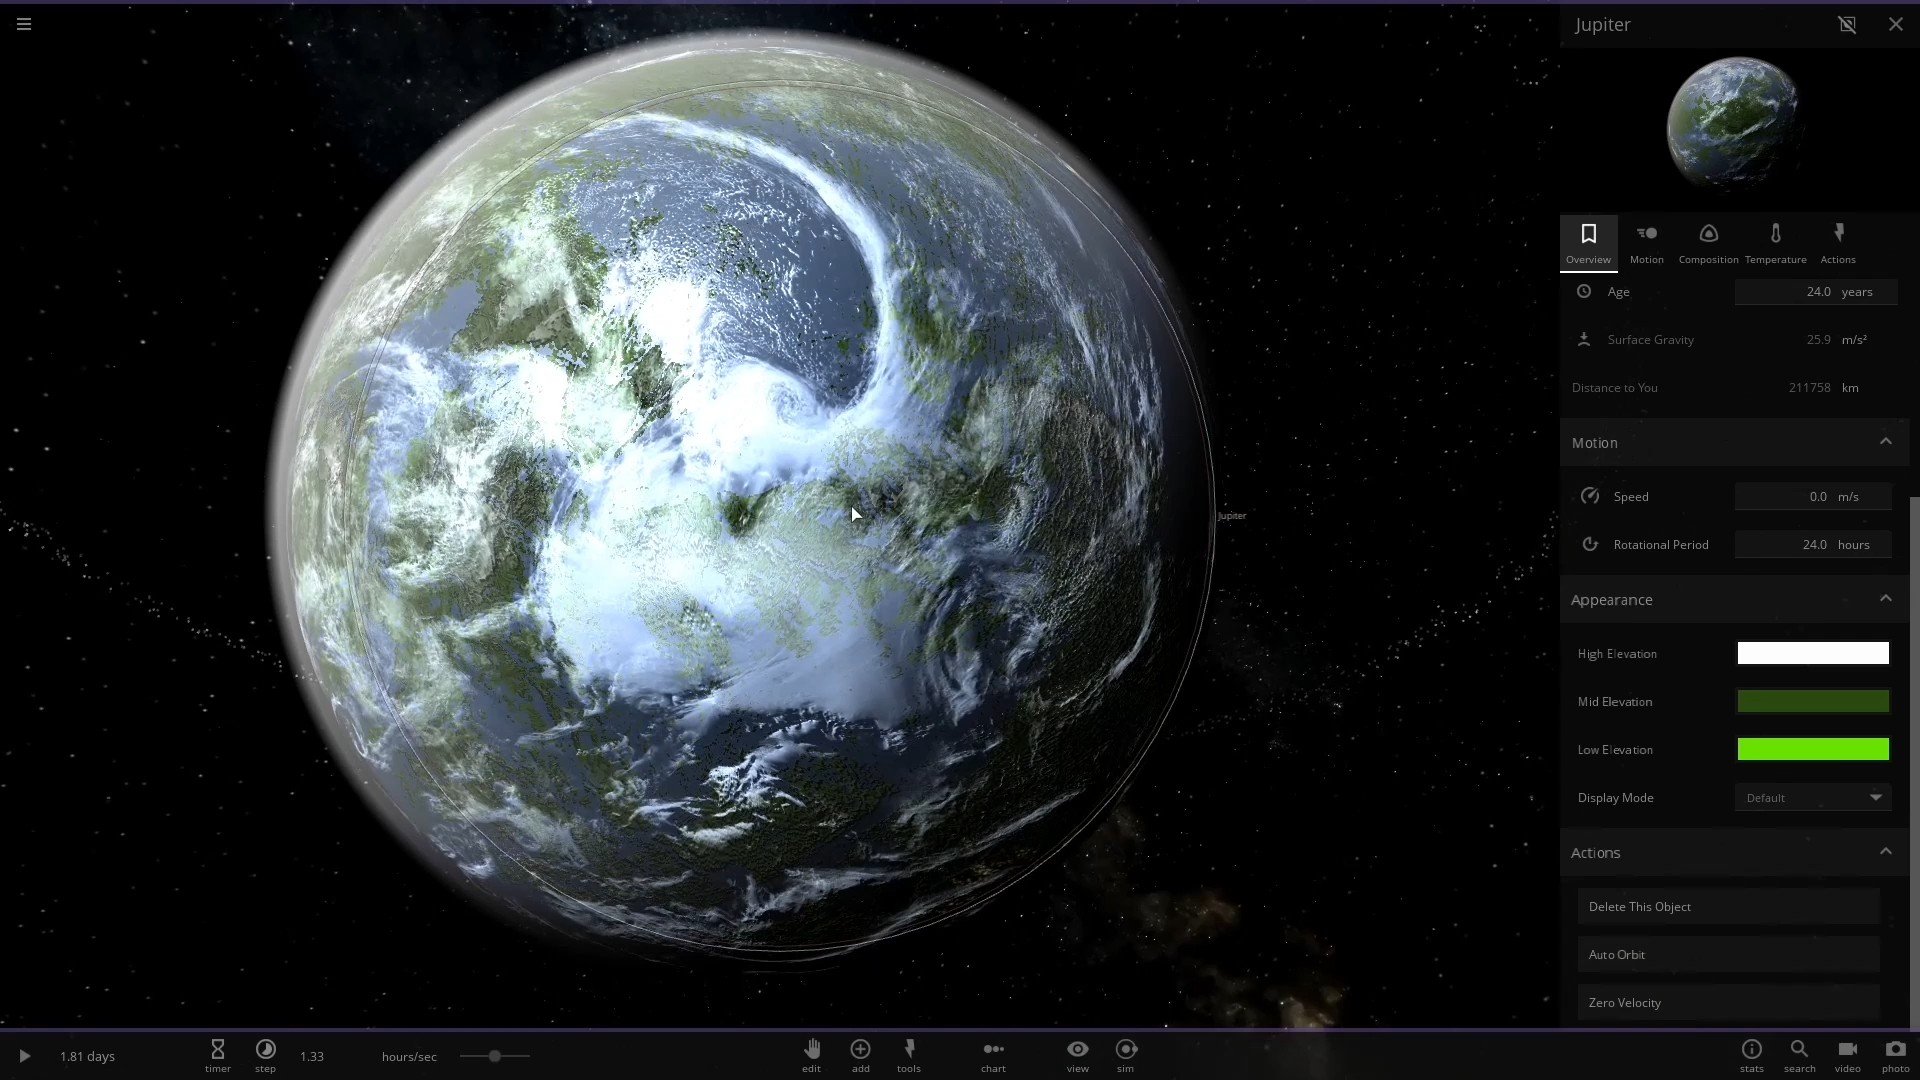 Jupiter
Overview
Motion
Composition
Temperature
Actions
Age 24.0 years
Surface Gravity 25.9 m/s²
Distance to You 211758 km
Motion
Speed 0.0 m/s
Jupiter
Rotational Period 24.0 hours
Appearance
High Elevation
Mid Elevation
Low Elevation
Display Mode Default
Actions
Delete This Object
Auto Orbit
Zero Velocity
1.81 days
timer
step
1.33 hours/sec
edit
add
tools
chart
view
sim
stats
search
video
photo